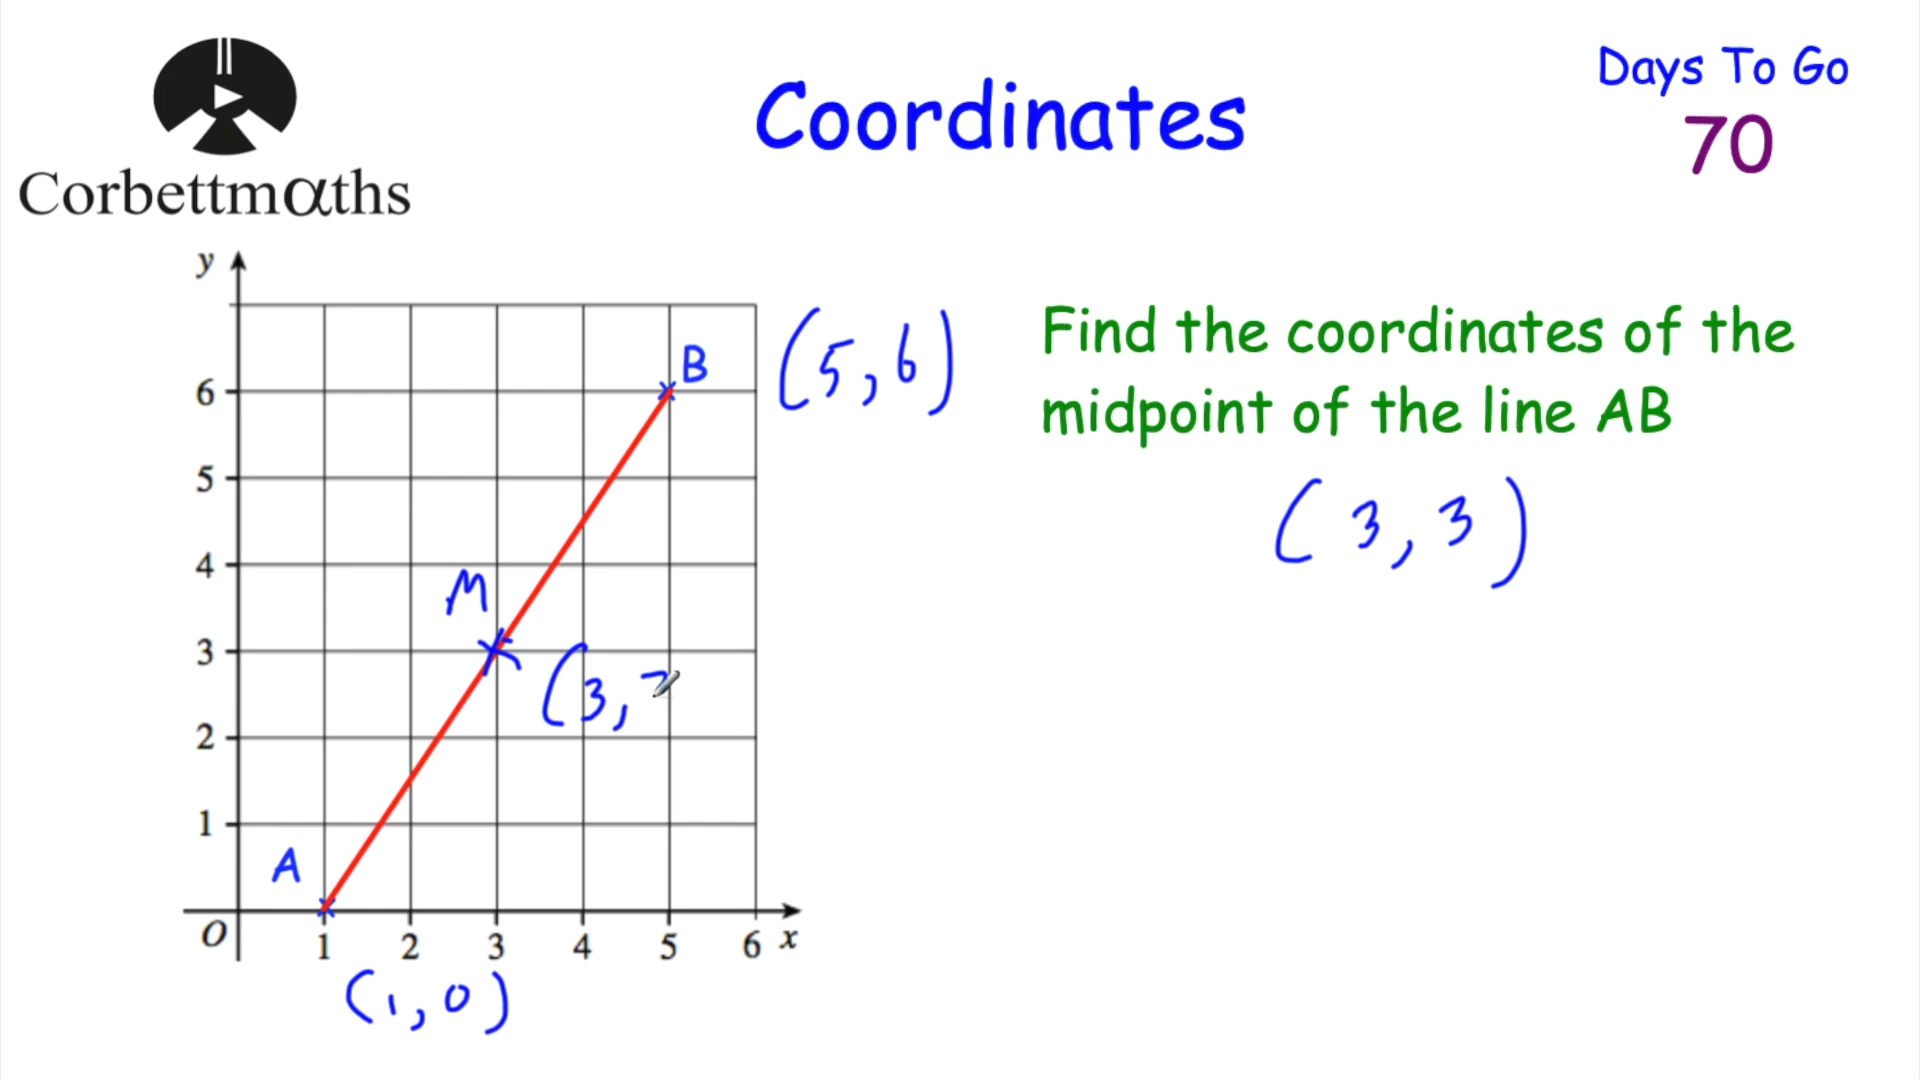 Corbettmαths
Coordinates
Days To Go
70
Find the coordinates of the
midpoint of the line AB
(3,3)
y
6
5
4
3
2
1
O
1 2 3 4 5 6 x
B (5,6)
M
(3,
A
(1,0)